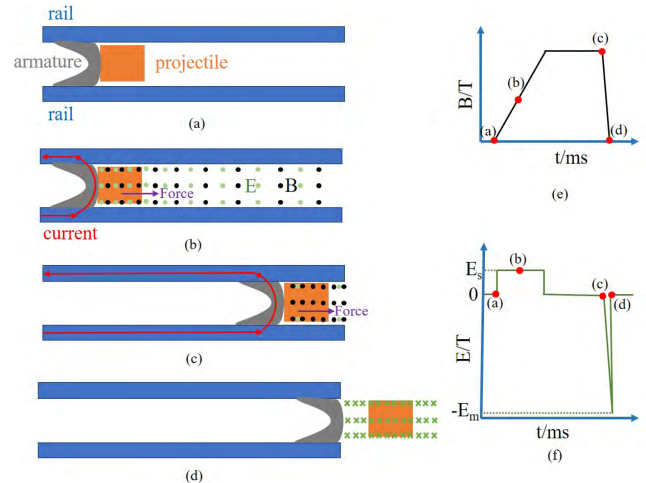 rail
armature
projectile
rail
(a)
E
B
Force
current
(b)
Force
(c)
(d)
B/T
(a)
(b)
(c)
(d)
t/ms
(e)
E/T
Es
0
-Em
(a)
(b)
(c)
(d)
t/ms
(f)